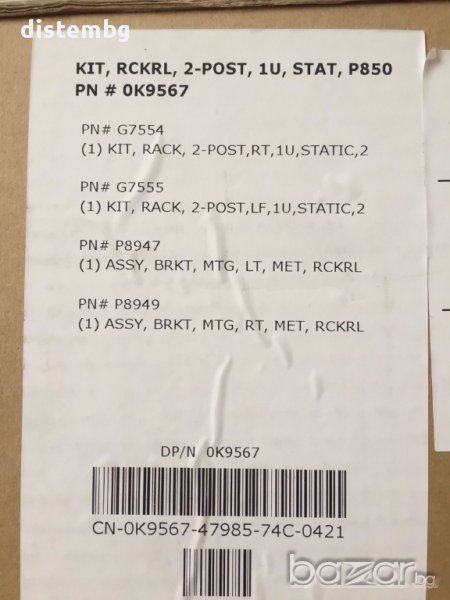 distembg
KIT, RCKRL, 2-POST, 1U, STAT, P850
PN # 0K9567
PN# G7554
(1) KIT, RACK, 2-POST,RT,1U,STATIC,2
PN# G7555
(1) KIT, RACK, 2-POST,LF,1U,STATIC,2
PN# P8947
(1) ASSY, BRKT, MTG, LT, MET, RCKRL
PN# P8949
(1) ASSY, BRKT, MTG, RT, MET, RCKRL
DP/N 0K9567
CN-0K9567-47985-74C-0421
bazar.bg